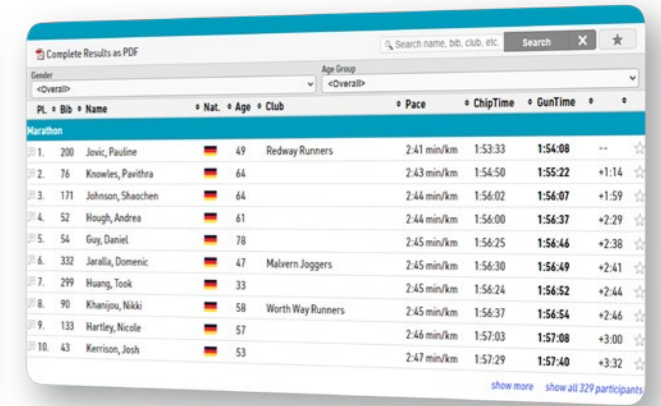 Complete Results as PDF
Search name, bib, club, etc. Search X
Gender Age Group
<Overall> <Overall>
Pl. Bib Name Nat. Age Club Pace ChipTime GunTime
Marathon
1. 200 Jovic, Pauline 49 Redway Runners 2:41 min/km 1:53:33 1:54:08 --
2. 76 Knowles, Pavithra 64 2:43 min/km 1:54:50 1:55:22 +1:14
3. 171 Johnson, Shaochen 64 2:44 min/km 1:56:02 1:56:07 +1:59
4. 52 Hough, Andrea 61 2:44 min/km 1:56:00 1:56:37 +2:29
5. 54 Guy, Daniel 78 2:45 min/km 1:56:25 1:56:46 +2:38
6. 332 Jaralla, Domenic 47 Malvern Joggers 2:45 min/km 1:56:30 1:56:49 +2:41
7. 299 Huang, Took 33 2:45 min/km 1:56:24 1:56:52 +2:44
8. 90 Khanijou, Nikki 58 Worth Way Runners 2:45 min/km 1:56:37 1:56:54 +2:46
9. 133 Hartley, Nicole 57 2:46 min/km 1:57:03 1:57:08 +3:00
10. 43 Kerrison, Josh 53 2:47 min/km 1:57:29 1:57:40 +3:32
show more show all 329 participants